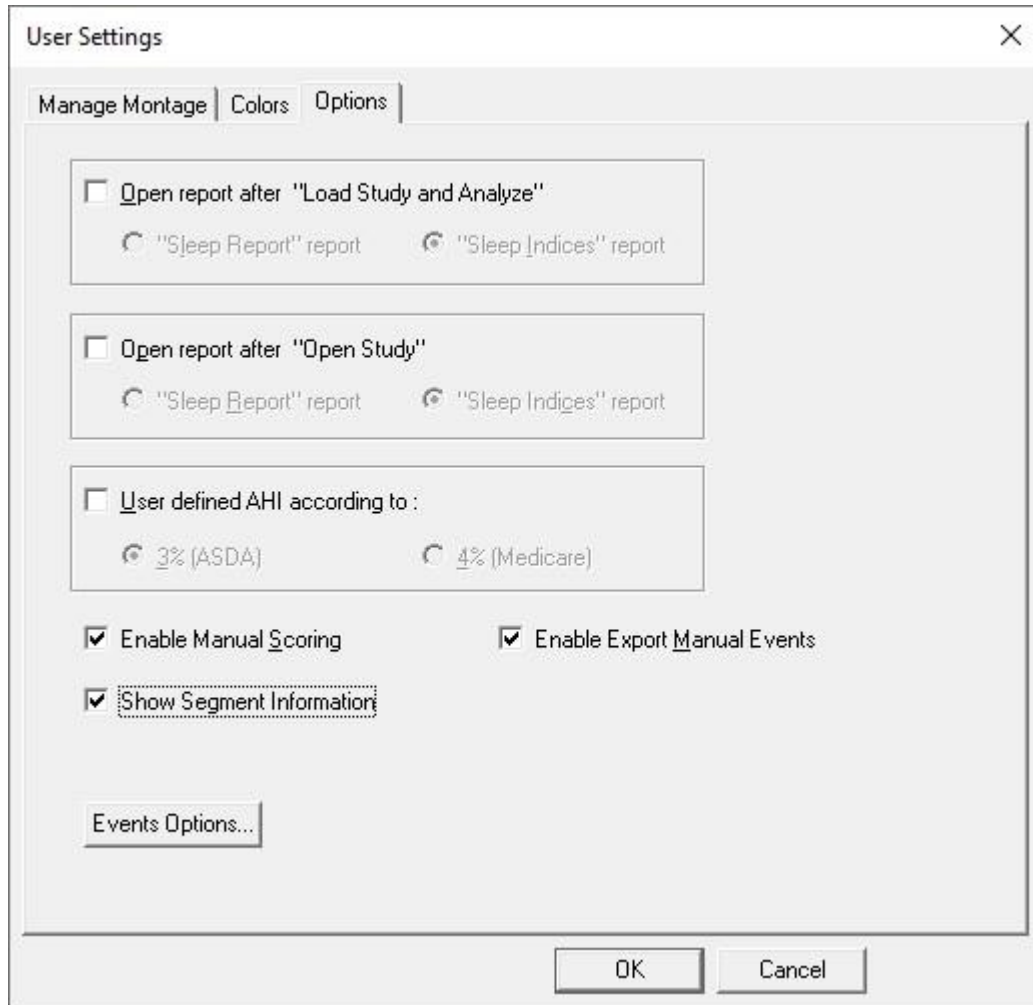 User Settings
Manage Montage Colors Options
Open report after "Load Study and Analyze"
"Sleep Report" report "Sleep Indices" report
Open report after "Open Study"
"Sleep Report" report "Sleep Indices" report
User defined AHI according to :
3% (ASDA) 4% (Medicare)
Enable Manual Scoring Enable Export Manual Events
Show Segment Information
Events Options...
OK Cancel